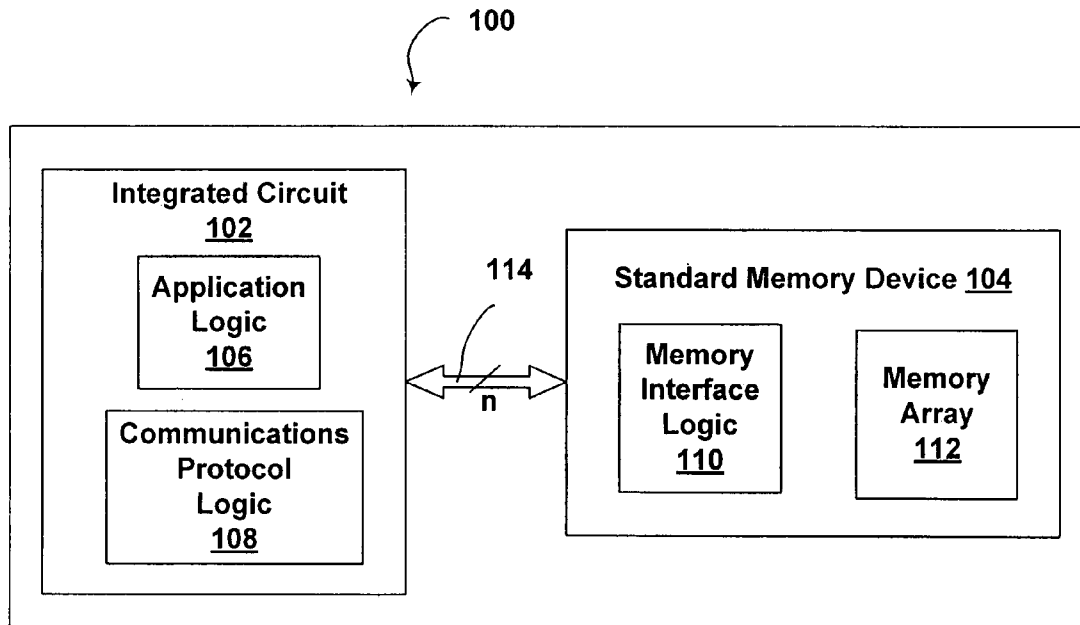 100
Integrated Circuit
102
Application
Logic
106
Communications
Protocol
Logic
108
114
n
Standard Memory Device 104
Memory
Interface
Logic
110
Memory
Array
112